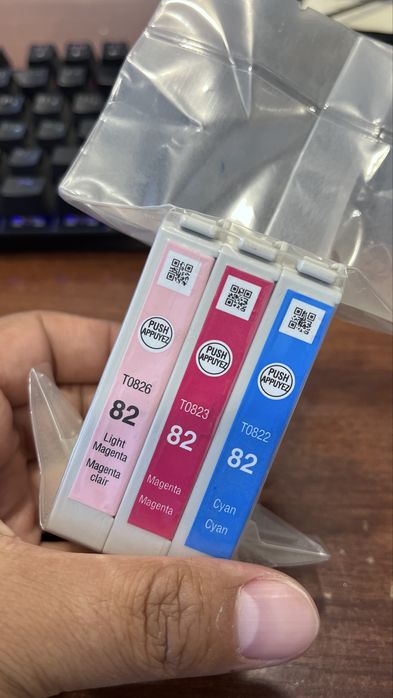 PUSH
APPUYEZ
T0826
82
Light
Magenta
Magenta
clair
PUSH
APPUYEZ
T0823
82
Magenta
Magenta
PUSH
APPUYEZ
T0822
82
Cyan
Cyan